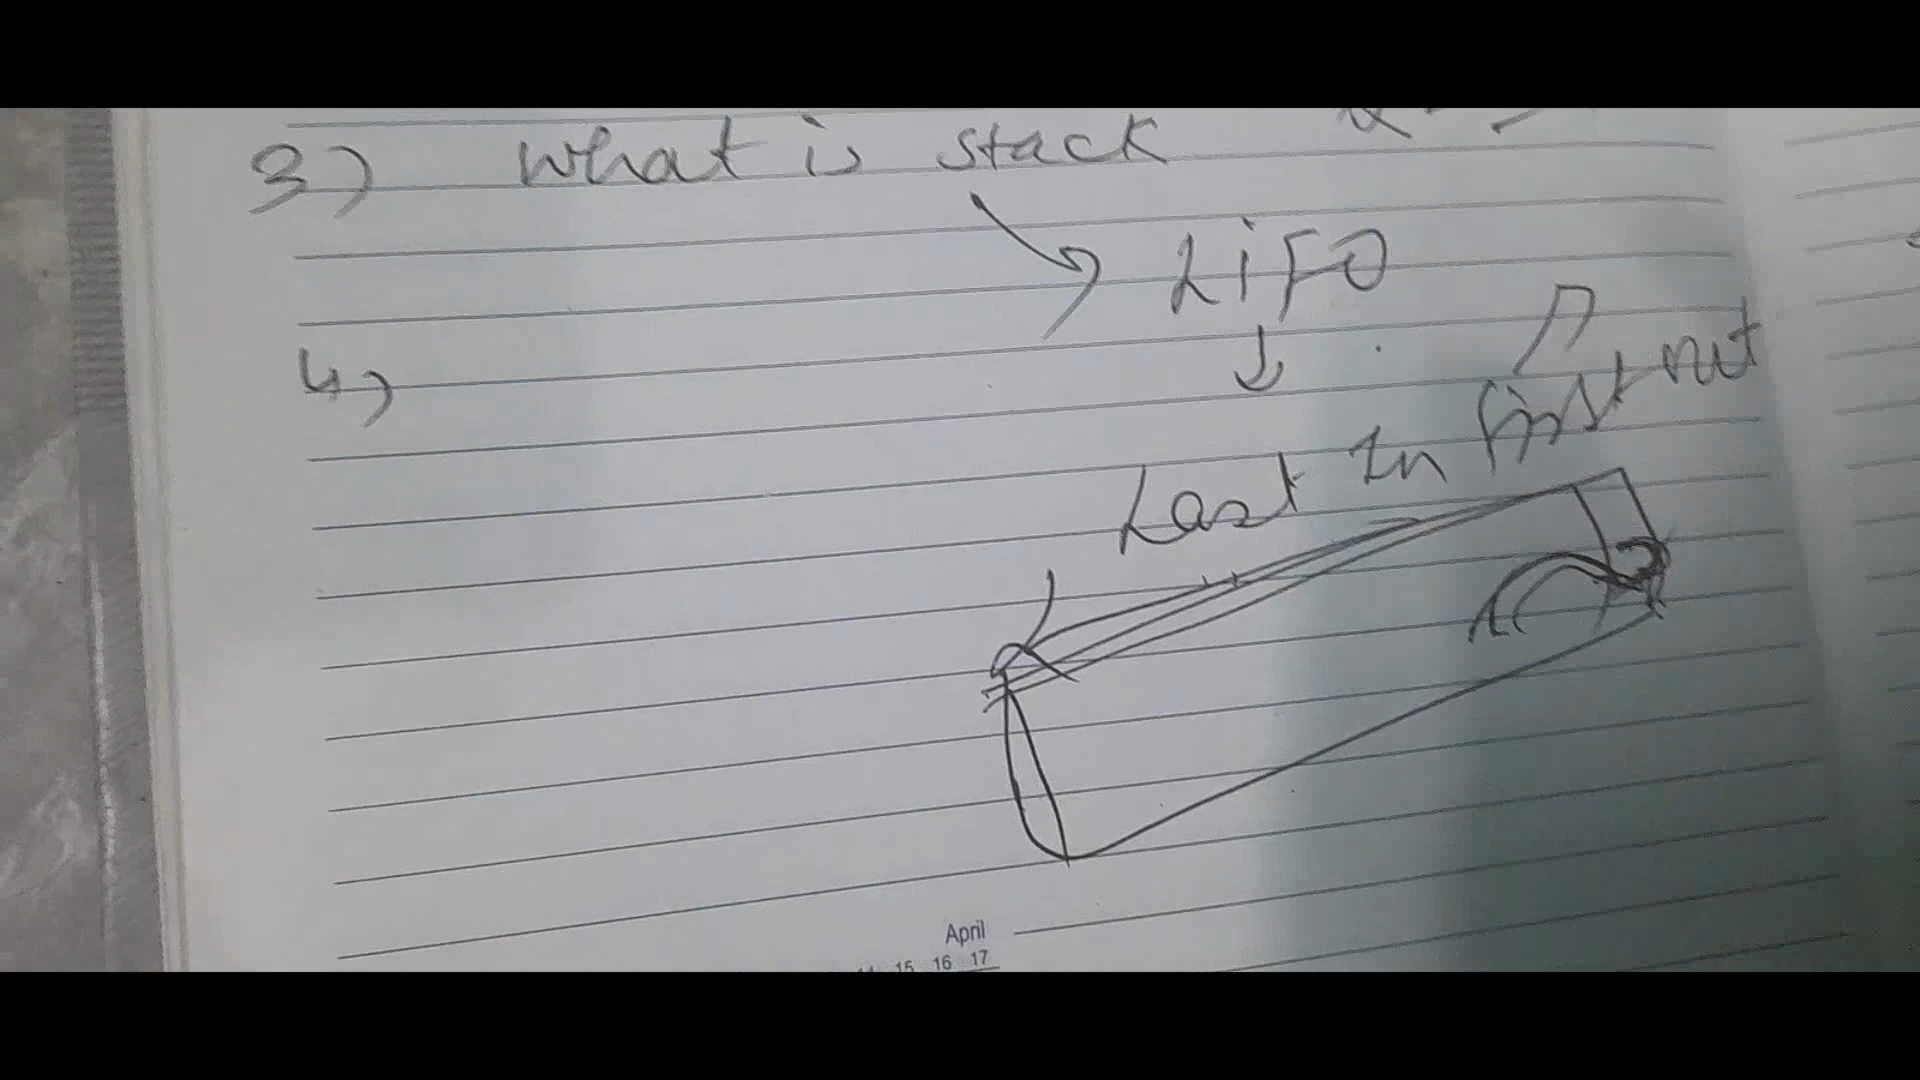 3) What is stack
LiFO
4)
Last In first out
April
15 16 17